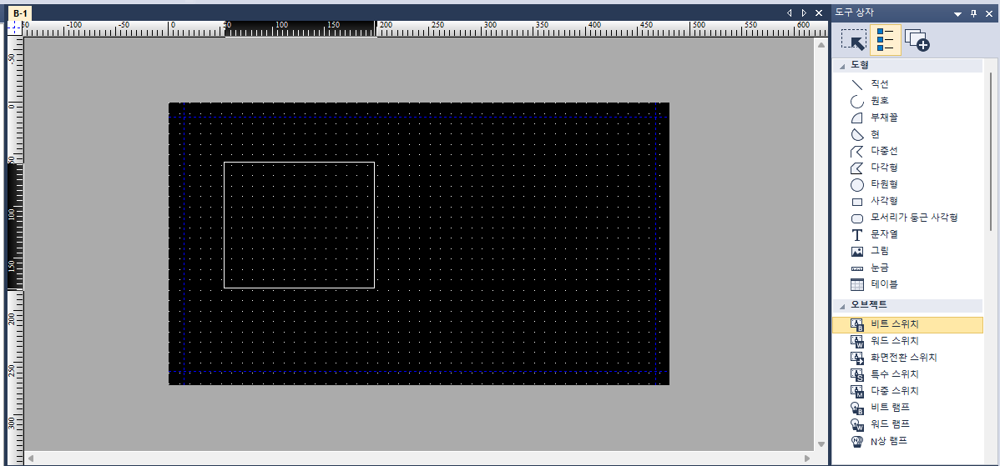 B-1
도구 상자
50 -100 -50 0 50 100 150 200 250 300 350 400 450 500 550 600
-50
0
50
100
150
200
250
300
도형
직선
원호
부채꼴
현
다중선
다각형
타원형
사각형
모서리가 둥근 사각형
문자열
그림
눈금
테이블
오브젝트
비트 스위치
워드 스위치
화면전환 스위치
특수 스위치
다중 스위치
비트 램프
워드 램프
N상 램프